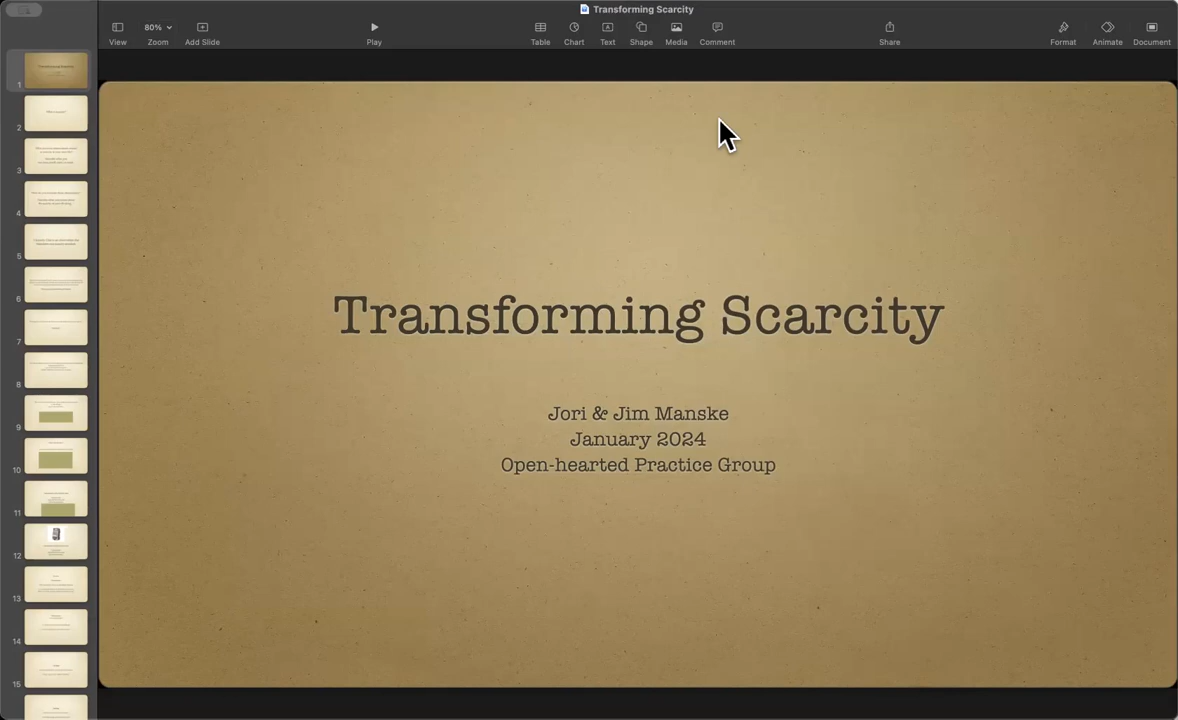 Transforming Scarcity
80%
View
Zoom
Add Slide
Play
Table
Chart
Text
Shape
Media
Comment
Share
Format
Animate
Document
1
2
3
4
5
6
7
8
9
10
11
12
13
14
15
Transforming Scarcity
Jori & Jim Manske
January 2024
Open-hearted Practice Group